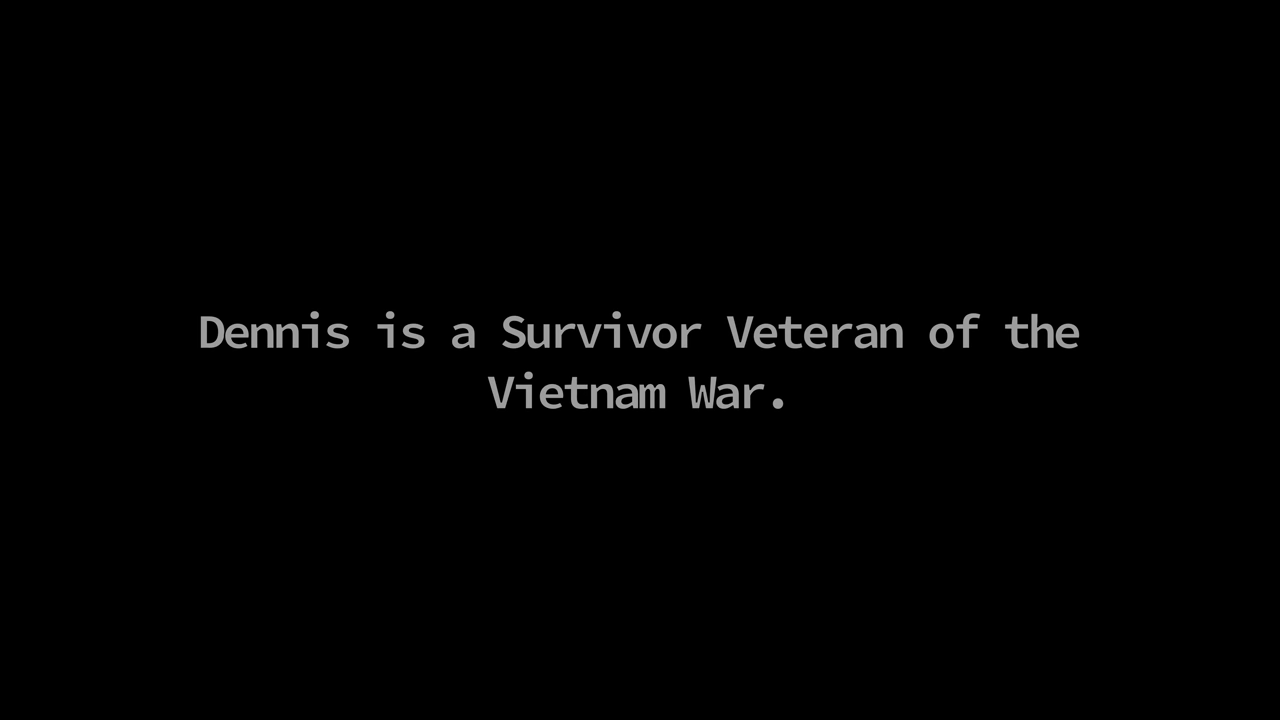 Dennis is a Survivor Veteran of the
Vietnam War.